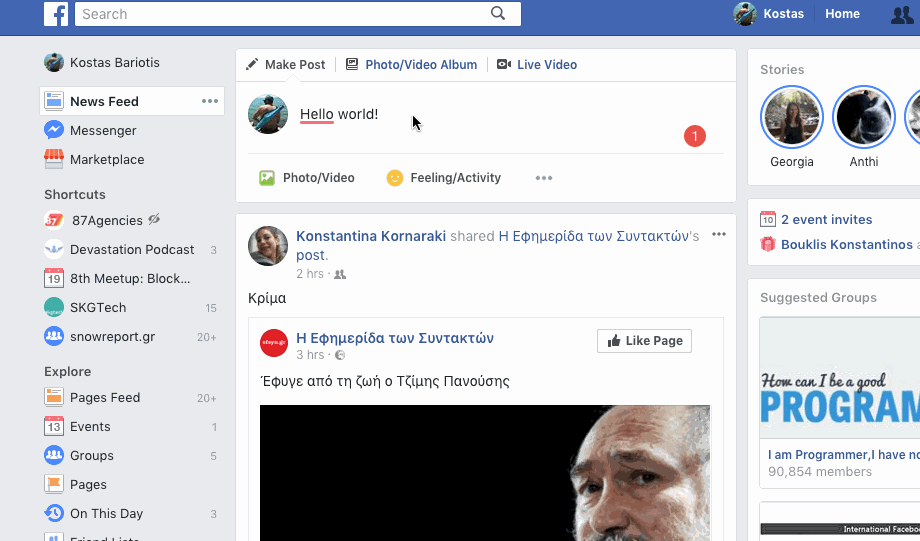 Search
Kostas
Home
Kostas Bariotis
News Feed
Messenger
Marketplace
Shortcuts
87Agencies
Devastation Podcast 3
19 8th Meetup: Block...
SKGTech 15
snowreport.gr 20+
Explore
Pages Feed 20+
13 Events 1
Groups 5
Pages
On This Day 3
Make Post
Photo/Video Album
Live Video
Hello world!
1
Photo/Video
Feeling/Activity
Konstantina Kornaraki shared Η Εφημερίδα των Συντακτών's
post.
2 hrs ·
Κρίμα
efsyn.gr
Η Εφημερίδα των Συντακτών
3 hrs ·
Like Page
Έφυγε από τη ζωή ο Τζίμης Πανούσης
Stories
Georgia
Anthi
10 2 event invites
Bouklis Konstantinos
Suggested Groups
How can I be a good
PROGRAM
I am Programmer,I have no
90,854 members
International Facebo